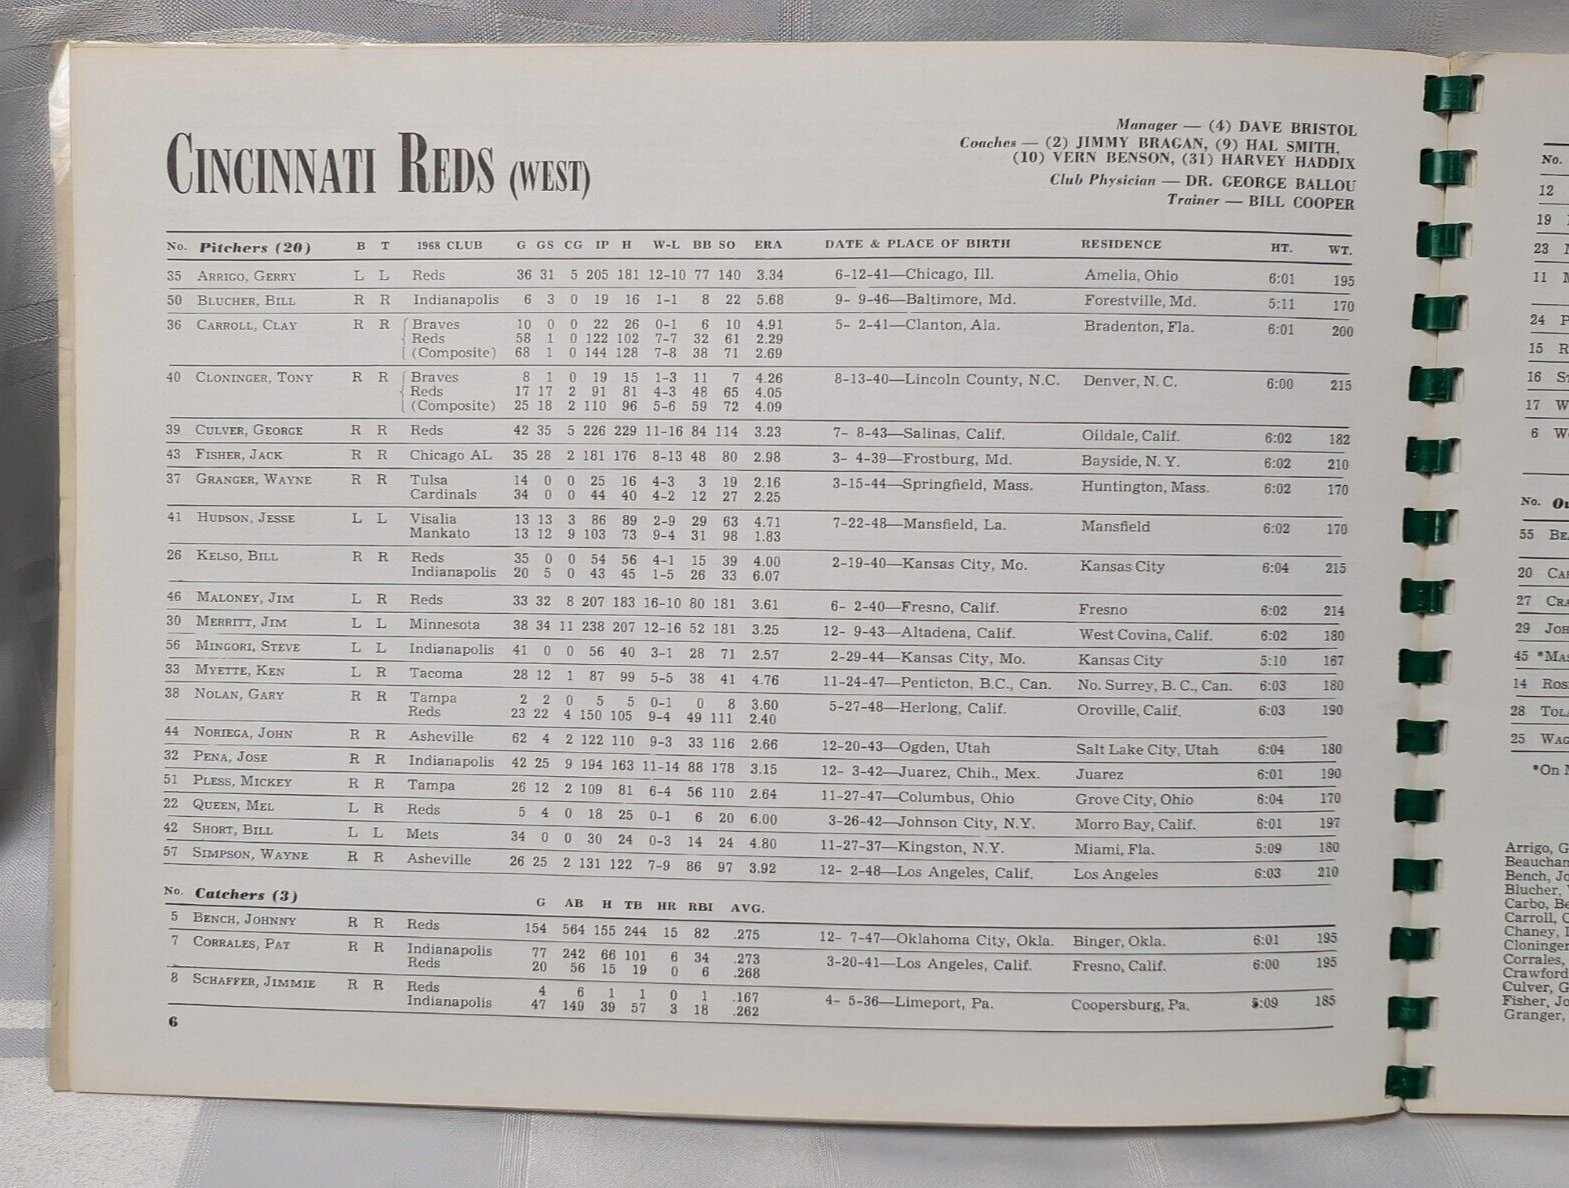 CINCINNATI REDS (WEST)
Manager — (4) DAVE BRISTOL
Coaches — (2) JIMMY BRAGAN, (9) HAL SMITH,
(10) VERN BENSON, (31) HARVEY HADDIX
Club Physician — DR. GEORGE BALLOU
Trainer — BILL COOPER
No. Pitchers (20) B T 1968 CLUB G GS CG IP H W-L BB SO ERA DATE & PLACE OF BIRTH RESIDENCE HT. WT.
35 ARRIGO, GERRY L L Reds 36 31 5 205 181 12-10 77 140 3.34 6-12-41—Chicago, Ill. Amelia, Ohio 6:01 195
50 BLUCHER, BILL R R Indianapolis 6 3 0 19 16 1-1 8 22 5.68 9- 9-46—Baltimore, Md. Forestville, Md. 5:11 170
36 CARROLL, CLAY R R Braves 10 0 0 22 26 0-1 6 10 4.91 5- 2-41—Clanton, Ala. Bradenton, Fla. 6:01 200
Reds 58 1 0 122 102 7-7 32 61 2.29
(Composite) 68 1 0 144 128 7-8 38 71 2.69
40 CLONINGER, TONY R R Braves 8 1 0 19 15 1-3 11 7 4.26 8-13-40—Lincoln County, N.C. Denver, N. C. 6:00 215
Reds 17 17 2 91 81 4-3 48 65 4.05
(Composite) 25 18 2 110 96 5-6 59 72 4.09
39 CULVER, GEORGE R R Reds 42 35 5 226 229 11-16 84 114 3.23 7- 8-43—Salinas, Calif. Oildale, Calif. 6:02 182
43 FISHER, JACK R R Chicago AL 35 28 2 181 176 8-13 48 80 2.98 3- 4-39—Frostburg, Md. Bayside, N. Y. 6:02 210
37 GRANGER, WAYNE R R Tulsa 14 0 0 25 16 4-3 3 19 2.16 3-15-44—Springfield, Mass. Huntington, Mass. 6:02 170
Cardinals 34 0 0 44 40 4-2 12 27 2.25
41 HUDSON, JESSE L L Visalia 13 13 3 86 89 2-9 29 63 4.71 7-22-48—Mansfield, La. Mansfield 6:02 170
Mankato 13 12 9 103 73 9-4 31 98 1.83
26 KELSO, BILL R R Reds 35 0 0 54 56 4-1 15 39 4.00 2-19-40—Kansas City, Mo. Kansas City 6:04 215
Indianapolis 20 5 0 43 45 1-5 26 33 6.07
46 MALONEY, JIM L R Reds 33 32 8 207 183 16-10 80 181 3.61 6- 2-40—Fresno, Calif. Fresno 6:02 214
30 MERRITT, JIM L L Minnesota 38 34 11 238 207 12-16 52 181 3.25 12- 9-43—Altadena, Calif. West Covina, Calif. 6:02 180
56 MINGORI, STEVE L L Indianapolis 41 0 0 56 40 3-1 28 71 2.57 2-29-44—Kansas City, Mo. Kansas City 5:10 167
33 MYETTE, KEN L R Tacoma 28 12 1 87 99 5-5 38 41 4.76 11-24-47—Penticton, B.C., Can. No. Surrey, B. C., Can. 6:03 180
38 NOLAN, GARY R R Tampa 2 2 0 5 5 0-1 0 8 3.60 5-27-48—Herlong, Calif. Oroville, Calif. 6:03 190
Reds 23 22 4 150 105 9-4 49 111 2.40
44 NORIEGA, JOHN R R Asheville 62 4 2 122 110 9-3 33 116 2.66 12-20-43—Ogden, Utah Salt Lake City, Utah 6:04 180
32 PENA, JOSE R R Indianapolis 42 25 9 194 163 11-14 88 178 3.15 12- 3-42—Juarez, Chih., Mex. Juarez 6:01 190
51 PLESS, MICKEY R R Tampa 26 12 2 109 81 6-4 56 110 2.64 11-27-47—Columbus, Ohio Grove City, Ohio 6:04 170
22 QUEEN, MEL L R Reds 5 4 0 18 25 0-1 6 20 6.00 3-26-42—Johnson City, N.Y. Morro Bay, Calif. 6:01 197
42 SHORT, BILL L L Mets 34 0 0 30 24 0-3 14 24 4.80 11-27-37—Kingston, N.Y. Miami, Fla. 5:09 180
57 SIMPSON, WAYNE R R Asheville 26 25 2 131 122 7-9 86 97 3.92 12- 2-48—Los Angeles, Calif. Los Angeles 6:03 210
No. Catchers (3) G AB H TB HR RBI AVG.
5 BENCH, JOHNNY R R Reds 154 564 155 244 15 82 .275 12- 7-47—Oklahoma City, Okla. Binger, Okla. 6:01 195
7 CORRALES, PAT R R Indianapolis 77 242 66 101 6 34 .273 3-20-41—Los Angeles, Calif. Fresno, Calif. 6:00 195
Reds 20 56 15 19 0 6 .268
8 SCHAFFER, JIMMIE R R Reds 4 6 1 1 0 1 .167 4- 5-36—Limeport, Pa. Coopersburg, Pa. 5:09 185
Indianapolis 47 149 39 57 3 18 .262
6
No.
12
19
23
11
24
15
16
17
6
No.
55
20
27
29
45
14
28
25
*On
Arrigo, G
Beaucham
Bench, Jo
Blucher,
Carbo, Be
Carroll, C
Chaney,
Cloninger
Corrales,
Crawford
Culver, G
Fisher, Jo
Granger,